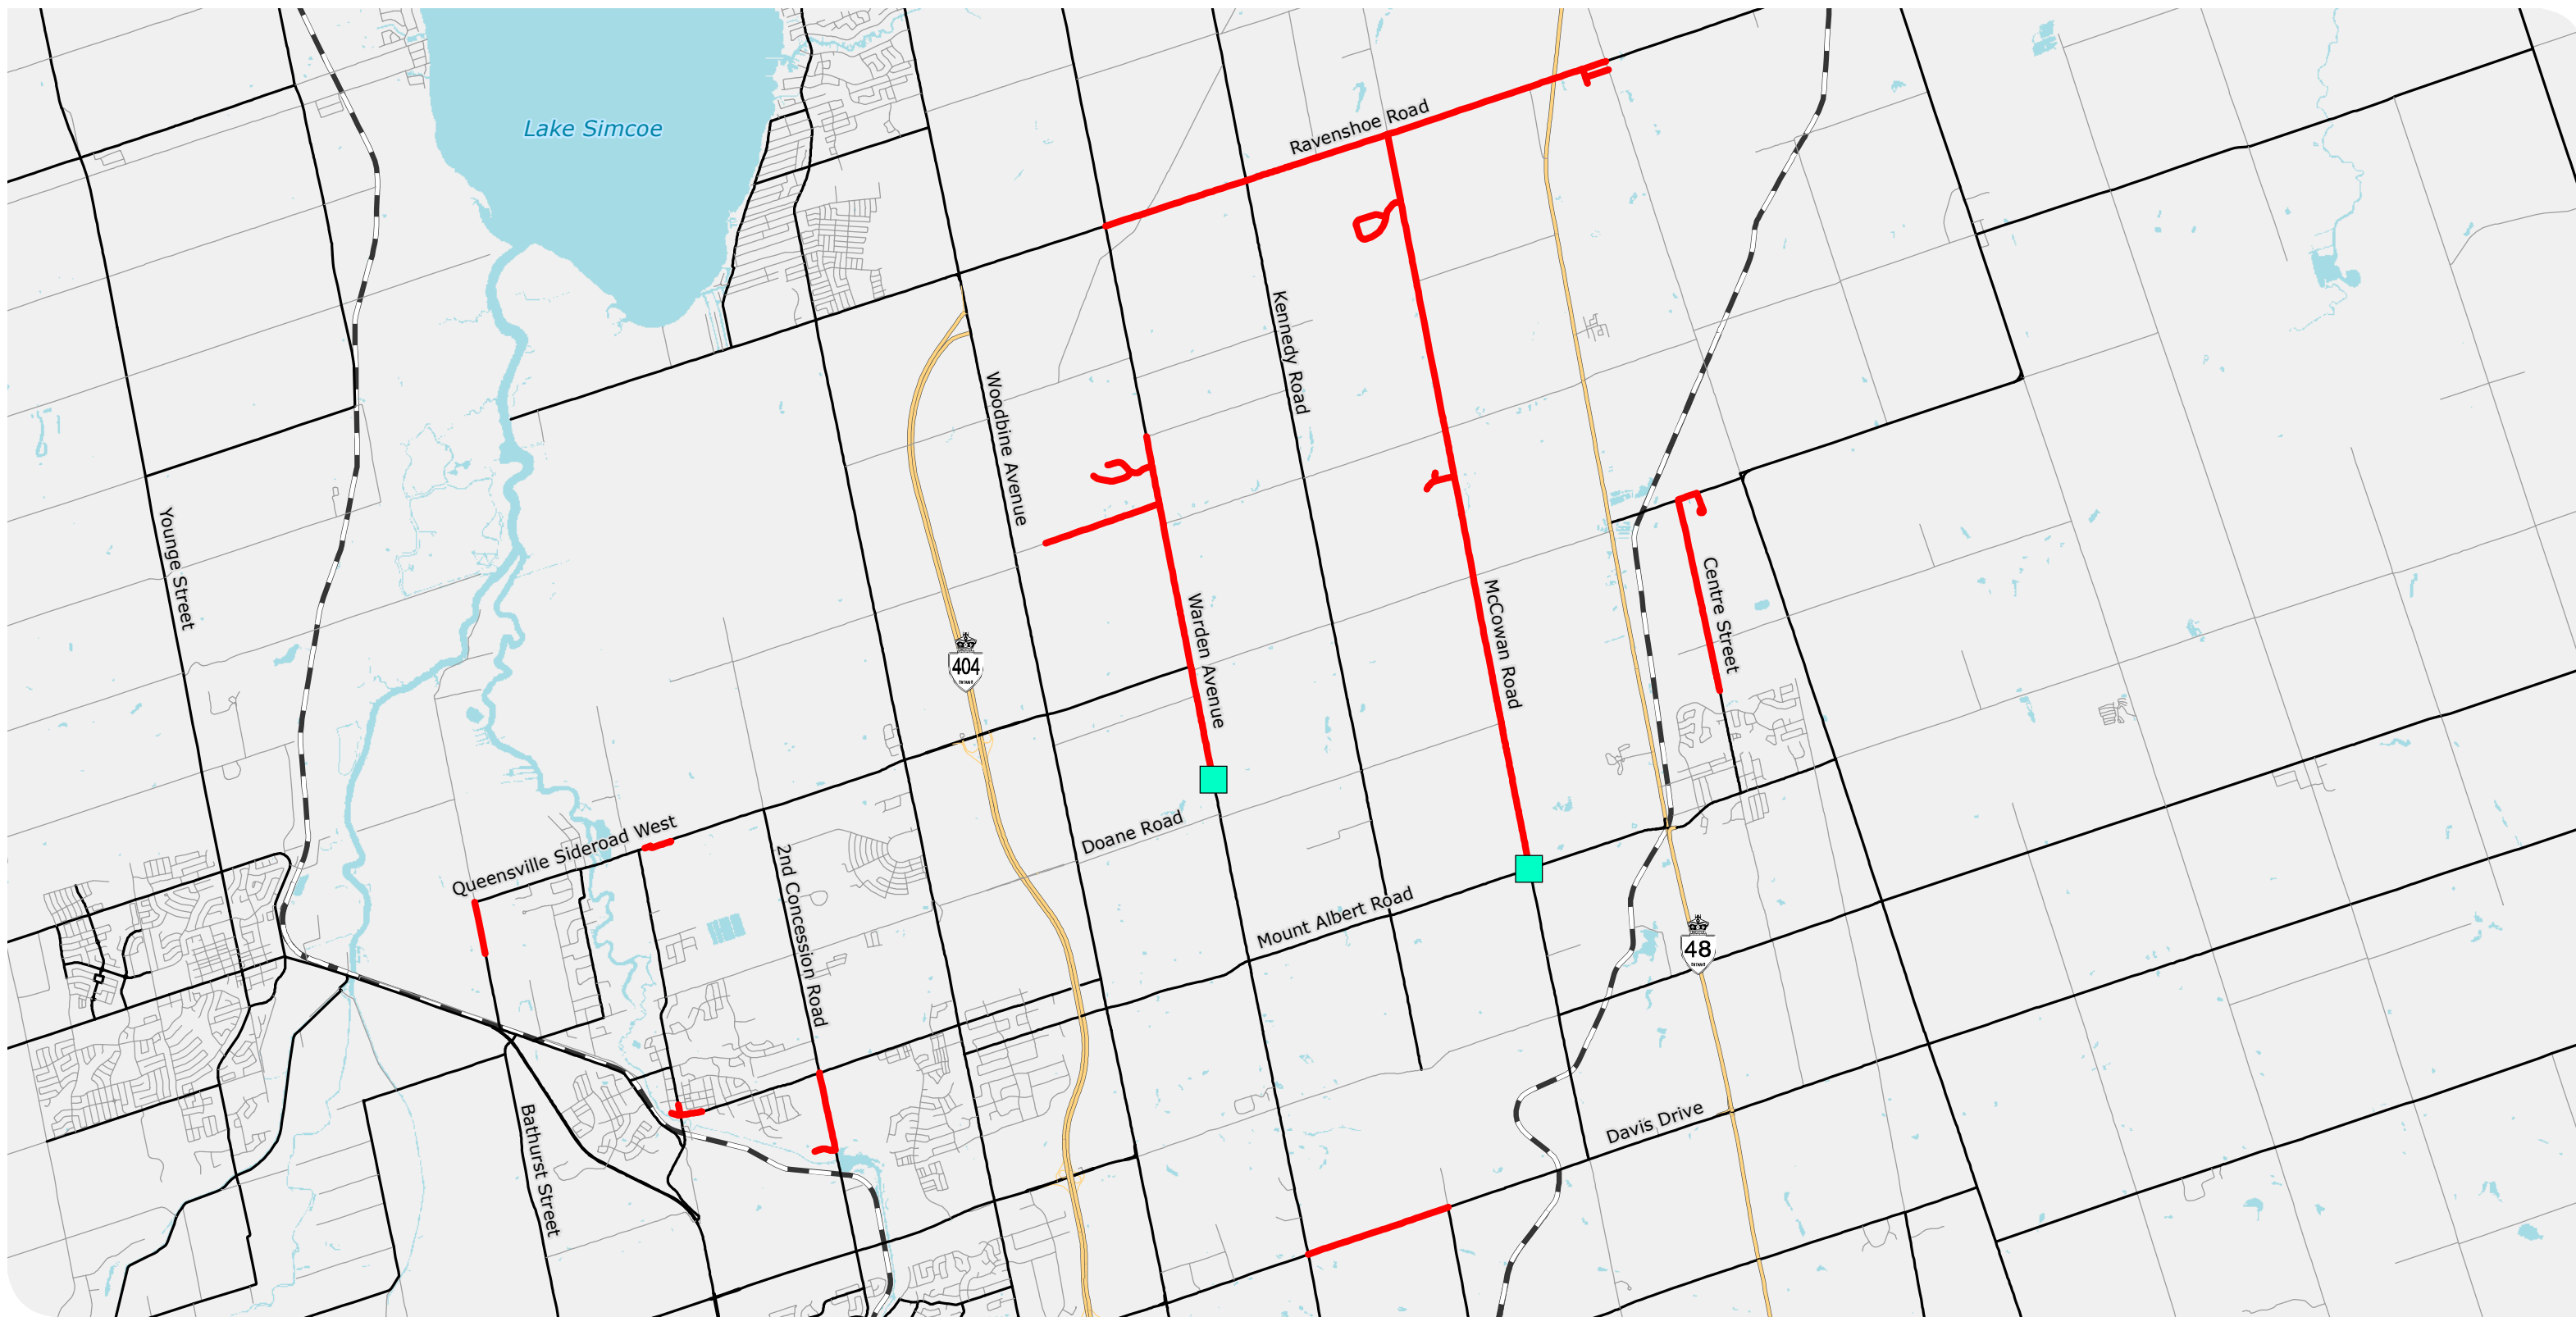 Lake Simcoe
Ravenshoe Road
Kennedy Road
Woodbine Avenue
Younge Street
Centre Street
McCowan Road
Warden Avenue
404
Doane Road
Queensville Sideroad West
2nd Concession Road
Mount Albert Road
48
Davis Drive
Bathurst Street